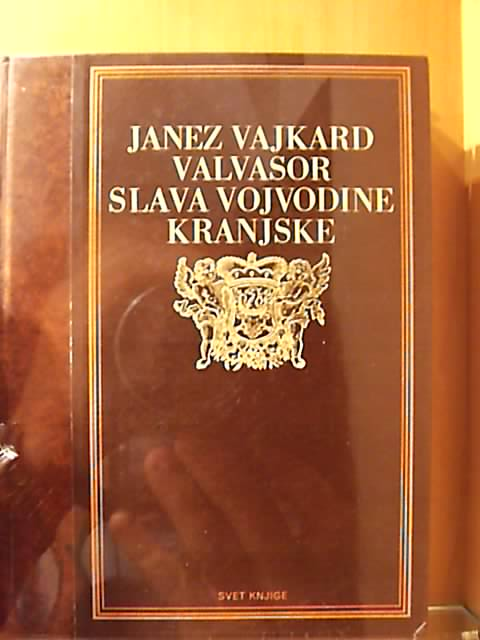 JANEZ VAJKARD
VALVASOR
SLAVA VOJVODINE
KRANJSKE
SVET KNJIGE